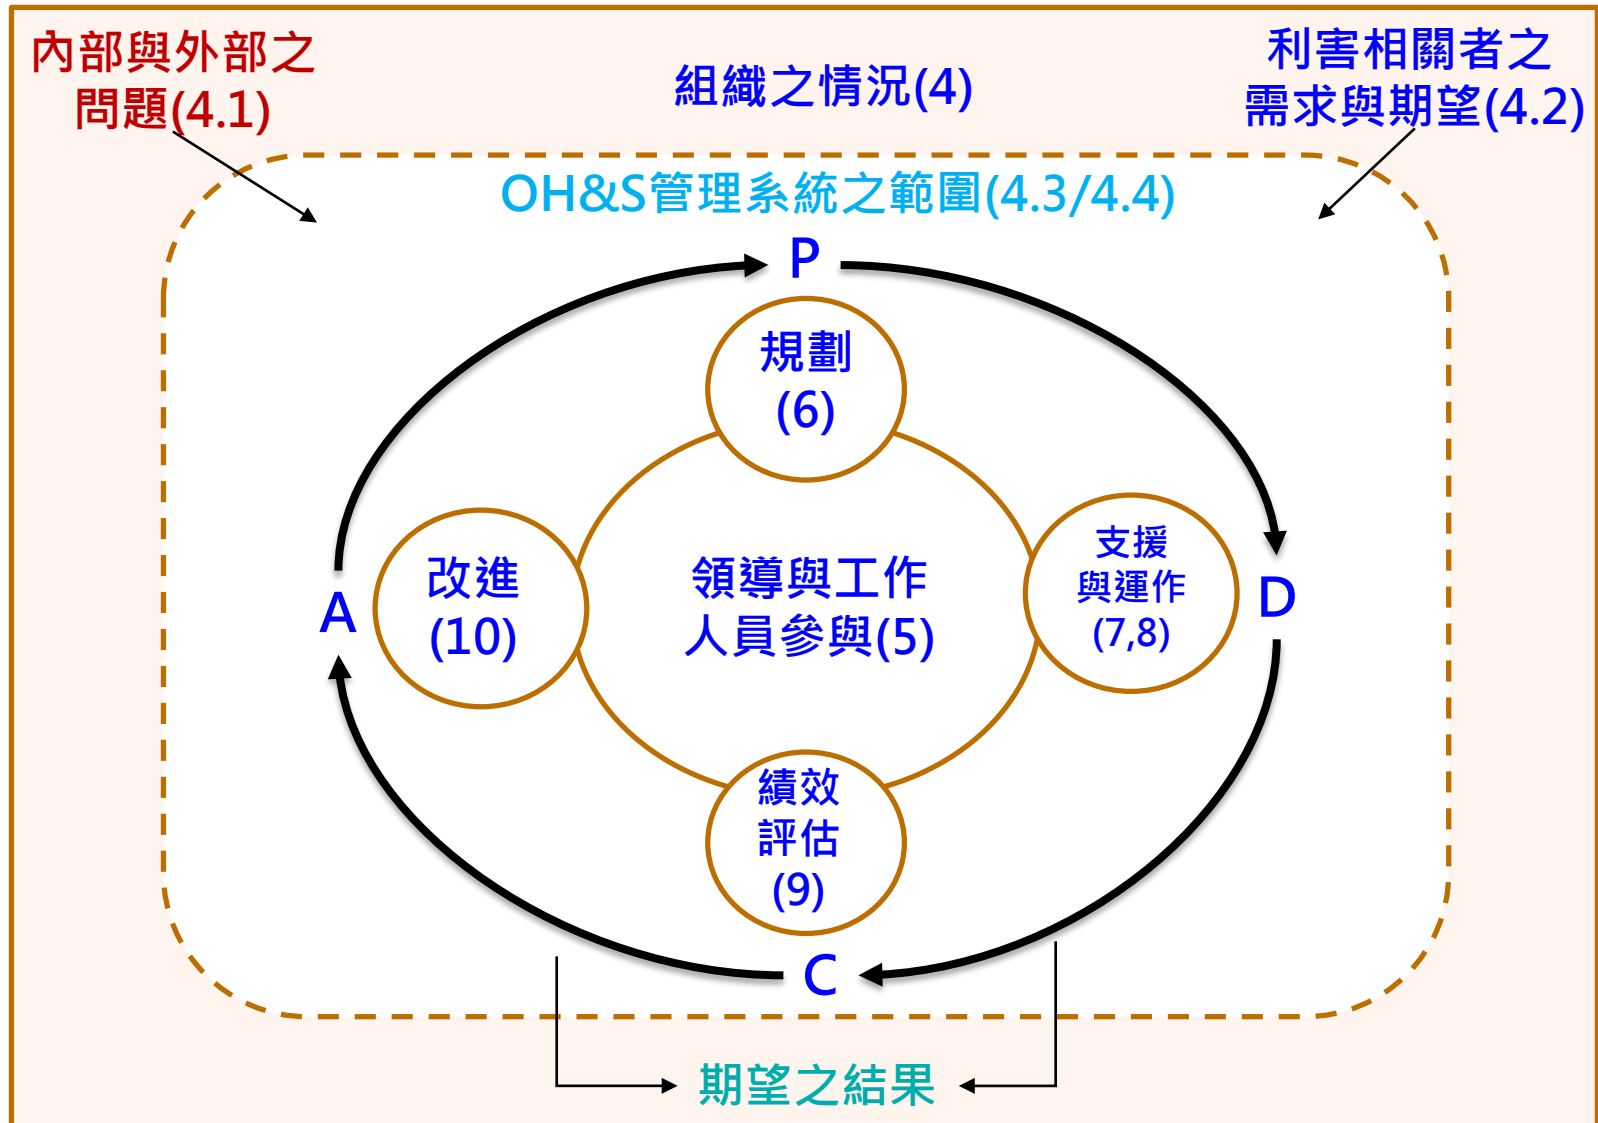 內部與外部之
問題(4.1)
組織之情況(4)
利害相關者之
需求與期望(4.2)
OH&S管理系統之範圍(4.3/4.4)
P
規劃
(6)
A
改進
(10)
領導與工作
人員參與(5)
支援
與運作
(7,8)
D
績效
評估
(9)
C
期望之結果